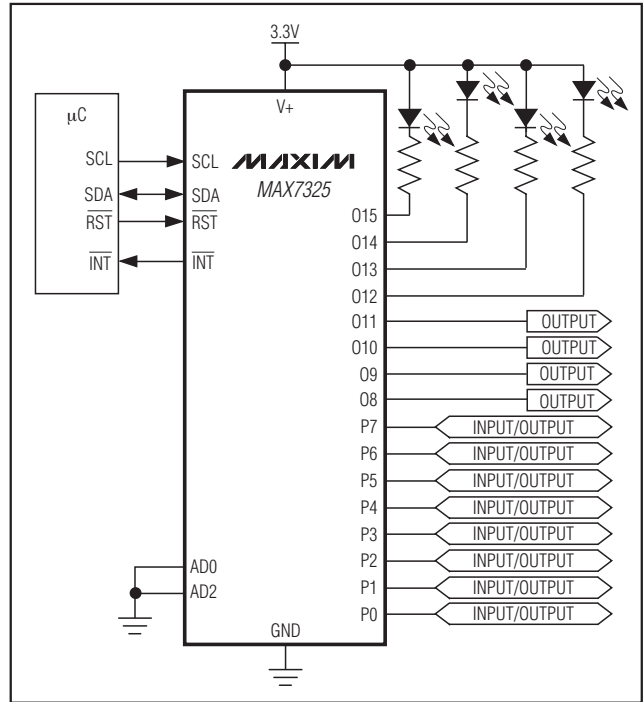 3.3V
μC
V+
SCL
SCL
MAXIM
MAX7325
SDA
SDA
RST
RST
INT
INT
O15
O14
O13
O12
O11
OUTPUT
O10
OUTPUT
O9
OUTPUT
O8
OUTPUT
P7
INPUT/OUTPUT
P6
INPUT/OUTPUT
P5
INPUT/OUTPUT
P4
INPUT/OUTPUT
P3
INPUT/OUTPUT
P2
INPUT/OUTPUT
P1
INPUT/OUTPUT
P0
INPUT/OUTPUT
AD0
AD2
GND